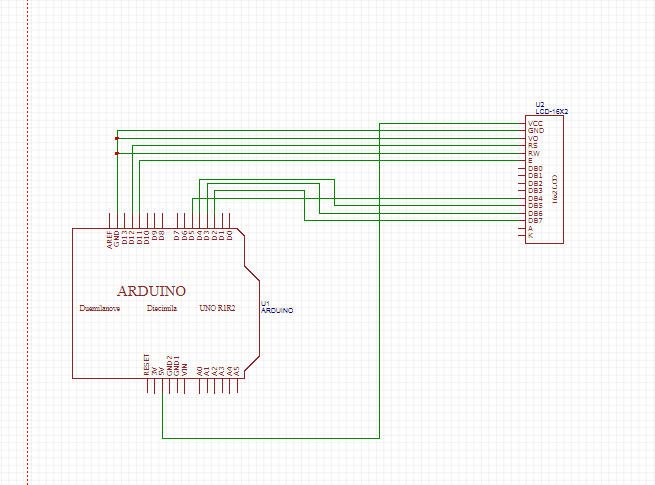 U2
LCD-16X2
VCC
GND
VO
RS
RW
E
DB0
DB1
DB2
DB3
DB4
DB5
DB6
DB7
A
K
16x2 LCD
AREF
GND
D13
D12
D11
D10
D9
D8
D7
D6
D5
D4
D3
D2
D1
D0
ARDUINO
Duemilanove Diecimila UNO R1R2
U1
ARDUINO
RESET
3V
5V
GND2
GND1
VIN
A0
A1
A2
A3
A4
A5